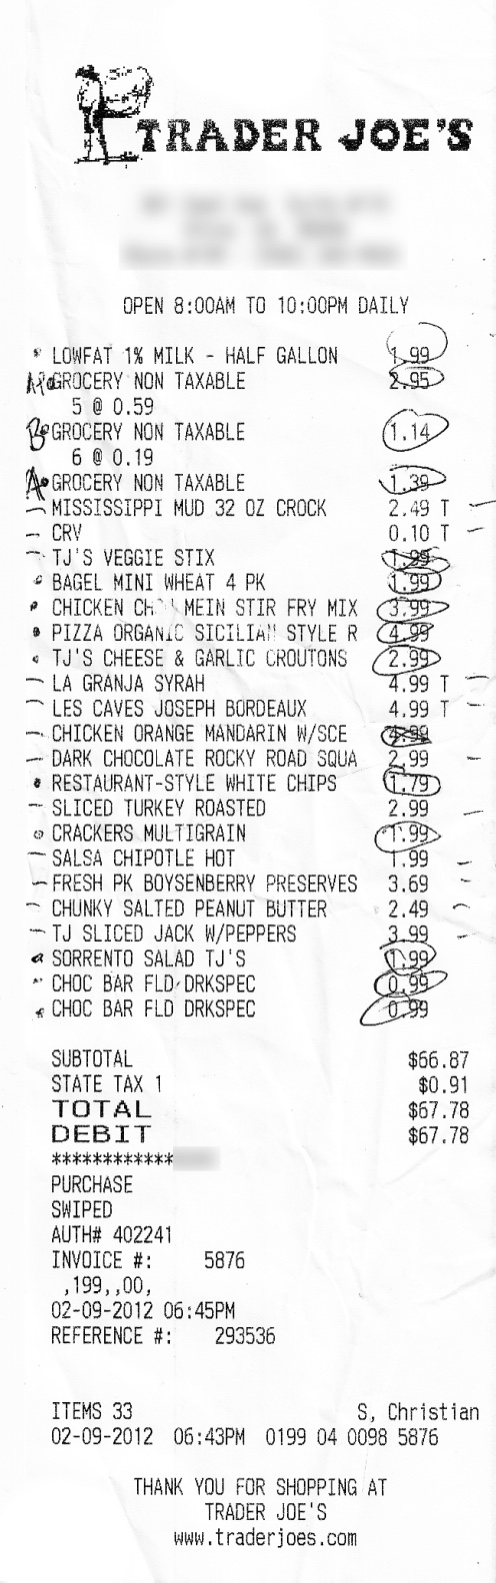 TRADER JOE'S
OPEN 8:00AM TO 10:00PM DAILY
LOWFAT 1% MILK - HALF GALLON 1.99
GROCERY NON TAXABLE 2.95
5 @ 0.59
B GROCERY NON TAXABLE 1.14
6 @ 0.19
A GROCERY NON TAXABLE 1.39
MISSISSIPPI MUD 32 OZ CROCK 2.49 T
CRV 0.10 T
TJ'S VEGGIE STIX 1.99
BAGEL MINI WHEAT 4 PK 1.99
CHICKEN MEIN STIR FRY MIX 3.99
PIZZA ORGANIC SICILIAN STYLE R 4.99
TJ'S CHEESE & GARLIC CROUTONS 2.99
LA GRANJA SYRAH 4.99 T
LES CAVES JOSEPH BORDEAUX 4.99 T
CHICKEN ORANGE MANDARIN W/SCE 4.99
DARK CHOCOLATE ROCKY ROAD SQUA 2.99
RESTAURANT-STYLE WHITE CHIPS 1.79
SLICED TURKEY ROASTED 2.99
CRACKERS MULTIGRAIN 1.99
SALSA CHIPOTLE HOT 1.99
FRESH PK BOYSENBERRY PRESERVES 3.69
CHUNKY SALTED PEANUT BUTTER 2.49
TJ SLICED JACK W/PEPPERS 3.99
SORRENTO SALAD TJ'S 1.99
CHOC BAR FLD DRKSPEC 0.99
CHOC BAR FLD DRKSPEC 0.99
SUBTOTAL $66.87
STATE TAX 1 $0.91
TOTAL $67.78
DEBIT $67.78
************
PURCHASE
SWIPED
AUTH# 402241
INVOICE #: 5876
,199,,00,
02-09-2012 06:45PM
REFERENCE #: 293536
ITEMS 33 S, Christian
02-09-2012 06:43PM 0199 04 0098 5876
THANK YOU FOR SHOPPING AT
TRADER JOE'S
www.traderjoes.com